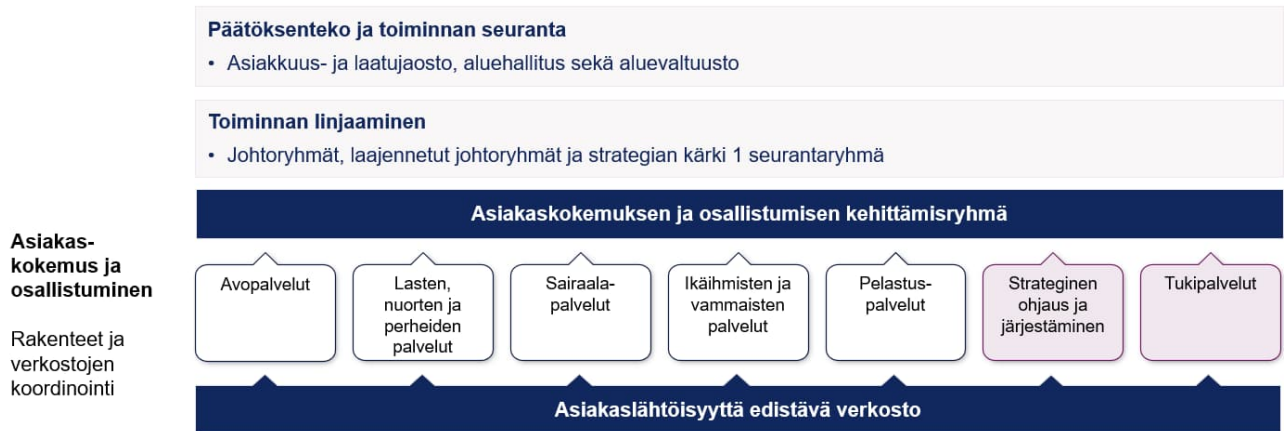 Päätöksenteko ja toiminnan seuranta
• Asiakkuus- ja laatujaosto, aluehallitus sekä aluevaltuusto
Toiminnan linjaaminen
• Johtoryhmät, laajennetut johtoryhmät ja strategian kärki 1 seurantaryhmä
Asiakas-
kokemus ja
osallistuminen
Rakenteet ja
verkostojen
koordinointi
Asiakaskokemuksen ja osallistumisen kehittämisryhmä
Avopalvelut
Lasten,
nuorten ja
perheiden
palvelut
Sairaala-
palvelut
Ikäihmisten ja
vammaisten
palvelut
Pelastus-
palvelut
Strateginen
ohjaus ja
järjestäminen
Tukipalvelut
Asiakaslähtöisyyttä edistävä verkosto